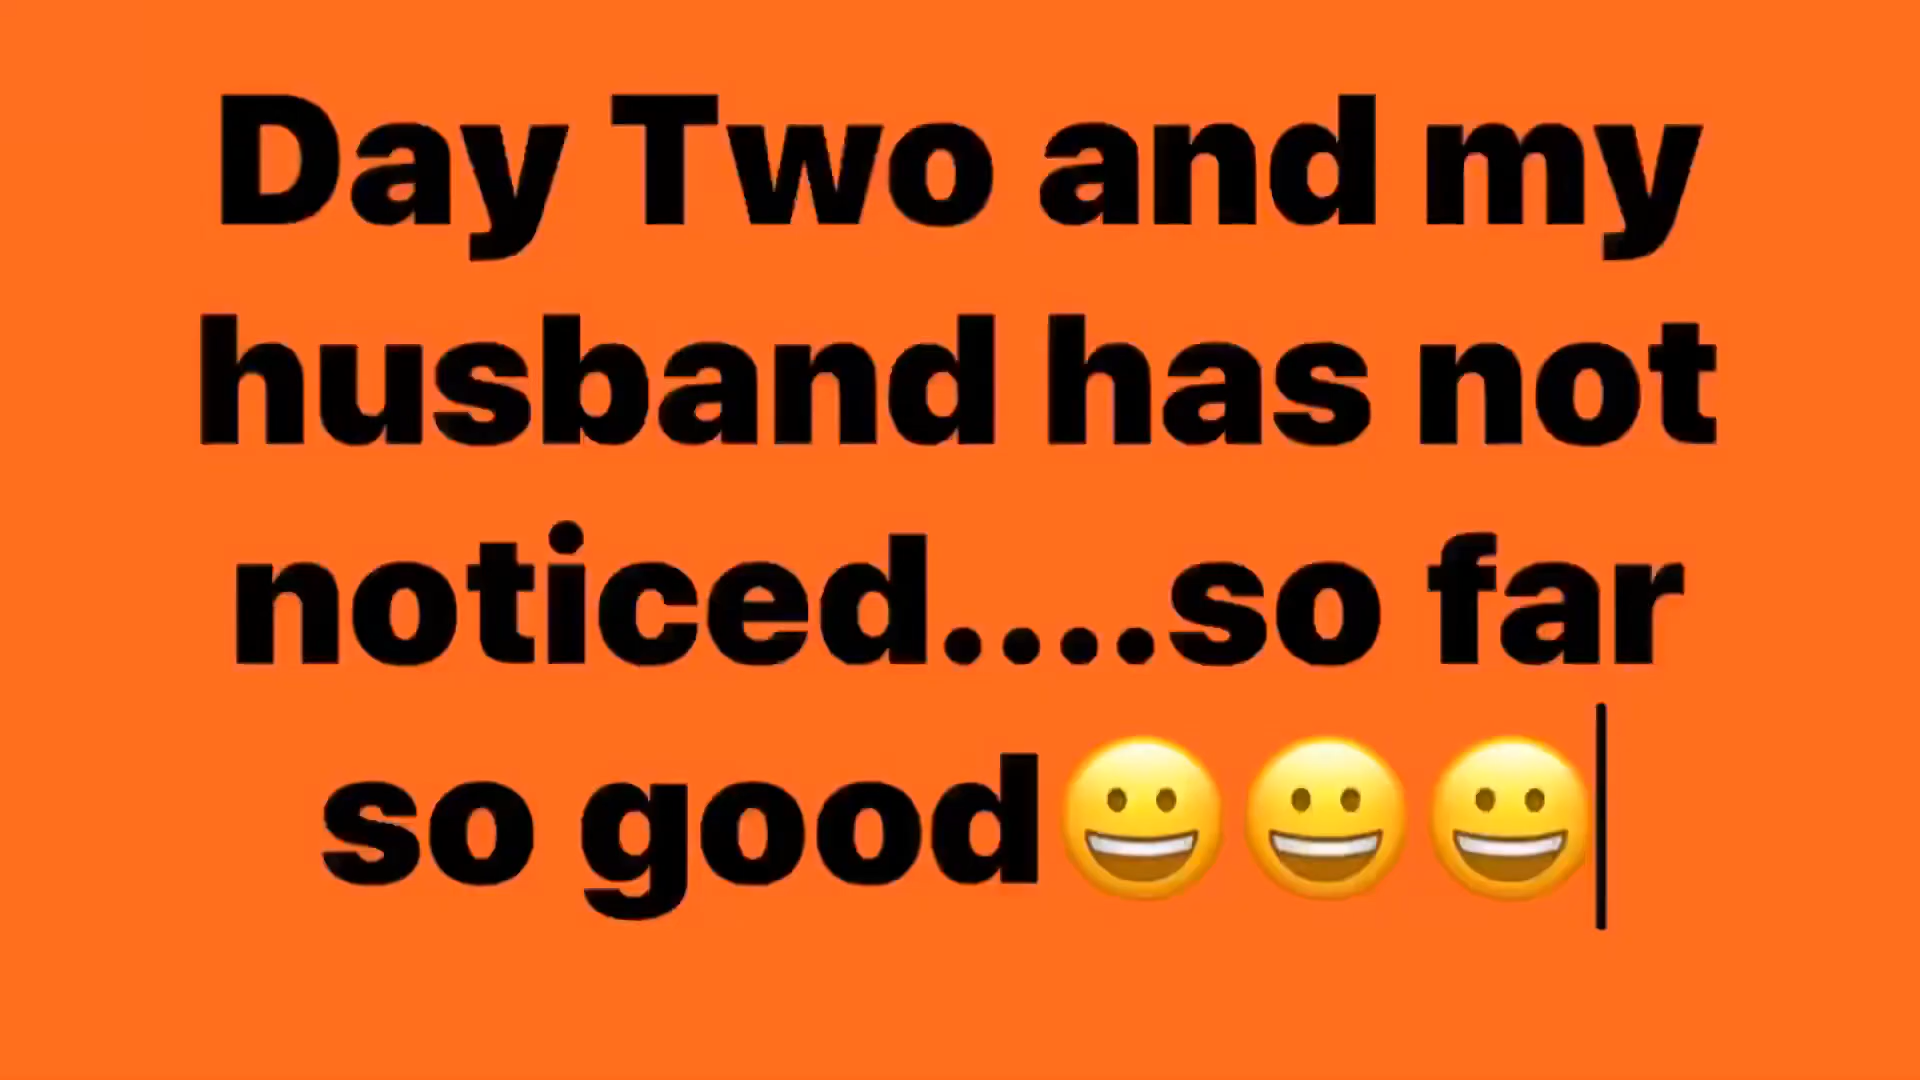 Day Two and my
husband has not
noticed....so far
so good😀😀😀